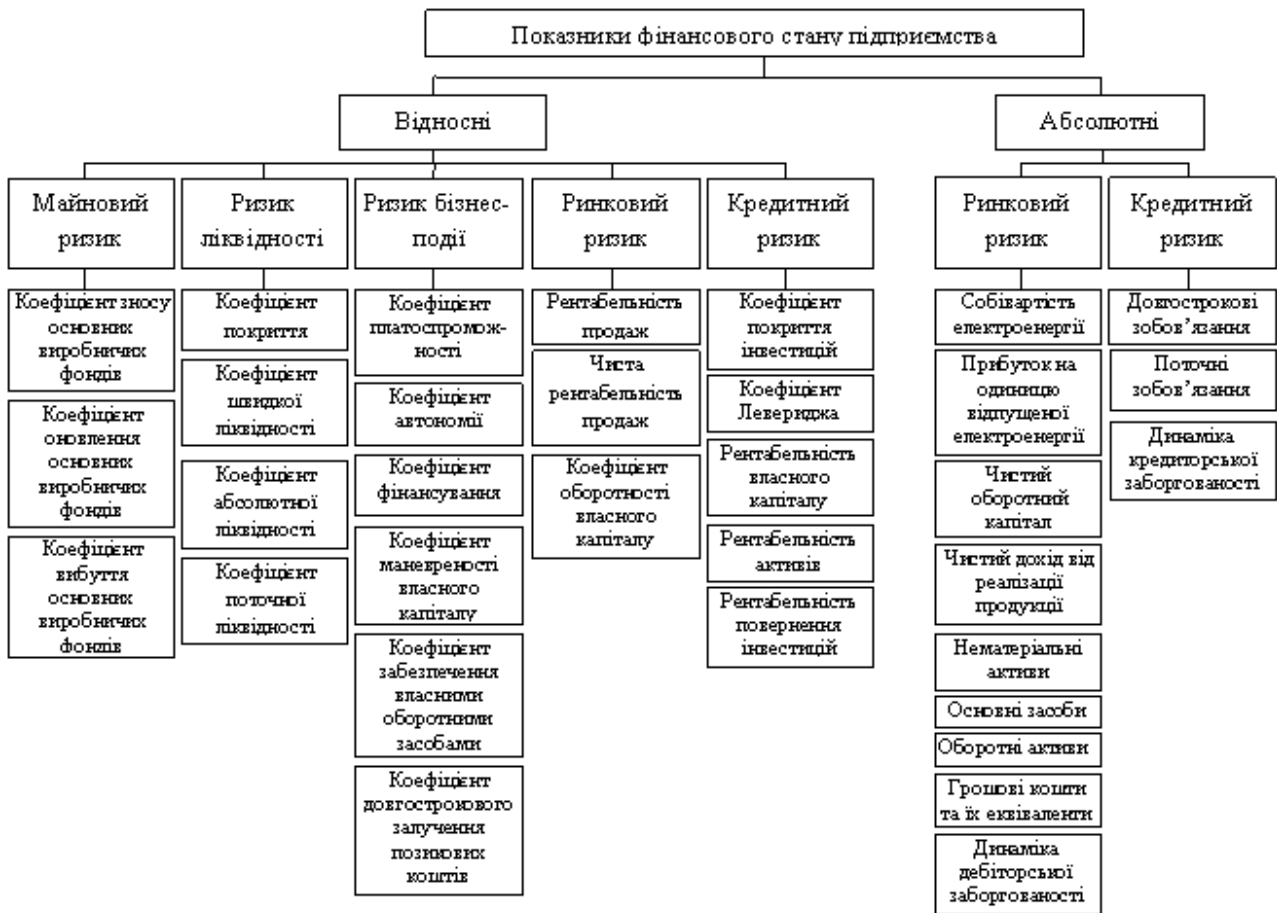 Показники фінансового стану підприємства
Відносні
Абсолютні
Майновий
ризик
Ризик
ліквідності
Ризик бізнес-
події
Ринковий
ризик
Кредитний
ризик
Ринковий
ризик
Кредитний
ризик
Коефіцієнт зносу
основних
виробничих
фондів
Коефіцієнт
оновлення
основних
виробничих
фондів
Коефіцієнт
вибуття
основних
виробничих
фондів
Коефіцієнт
покриття
Коефіцієнт
швидкої
ліквідності
Коефіцієнт
абсолютної
ліквідності
Коефіцієнт
поточної
ліквідності
Коефіцієнт
платоспромож-
ності
Коефіцієнт
автономії
Коефіцієнт
фінансування
Коефіцієнт
маневреності
власного
капіталу
Коефіцієнт
забезпечення
власними
оборотними
засобами
Коефіцієнт
довгострокового
залучення
позикових
коштів
Рентабельність
продаж
Чиста
рентабельність
продаж
Коефіцієнт
оборотності
власного
капіталу
Коефіцієнт
покриття
інвестицій
Коефіцієнт
Левериджа
Рентабельність
власного
капіталу
Рентабельність
активів
Рентабельність
повернення
інвестицій
Собівартість
електроенергії
Прибуток на
одиницю
відпущеної
електроенергії
Чистий
оборотний
капітал
Чистий дохід від
реалізації
продукції
Нематеріальні
активи
Основні засоби
Оборотні активи
Грошові кошти
та їх еквіваленти
Динаміка
дебіторської
заборгованості
Довгострокові
зобов’язання
Поточні
зобов’язання
Динаміка
кредиторської
заборгованості